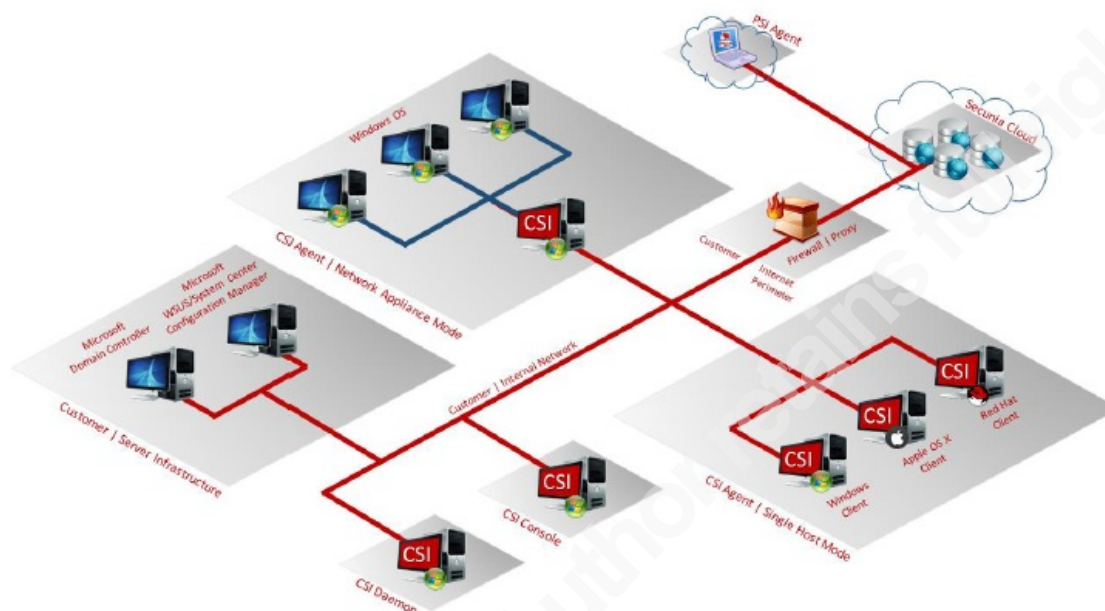 PSI Agent
Secunia Cloud
Windows OS
CSI
CSI Agent | Network Appliance Mode
Firewall | Proxy
Customer
Internet
Perimeter
Microsoft
WSUS/System Center
Configuration Manager
Microsoft
Domain Controller
Customer | Server Infrastructure
Customer | Internal Network
CSI
Red Hat
Client
CSI
Apple OS X
Client
CSI
Windows
Client
CSI Agent | Single Host Mode
CSI
CSI Console
CSI
CSI Daemon